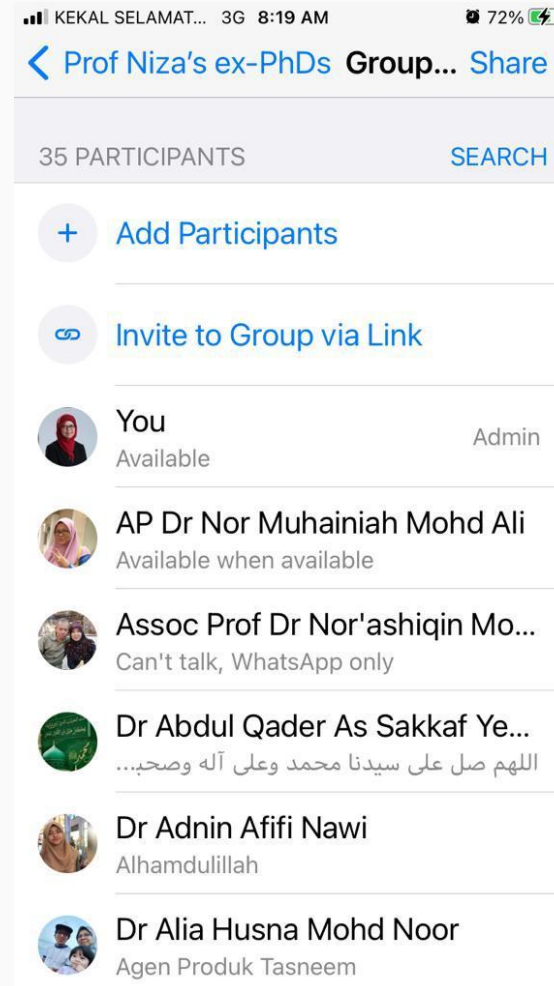 KEKAL SELAMAT... 3G 8:19 AM 72%
Prof Niza’s ex-PhDs Group... Share
35 PARTICIPANTS SEARCH
Add Participants
Invite to Group via Link
You
Admin
Available
AP Dr Nor Muhainiah Mohd Ali
Available when available
Assoc Prof Dr Nor'ashiqin Mo...
Can't talk, WhatsApp only
Dr Abdul Qader As Sakkaf Ye...
اللهم صل على سيدنا محمد وعلى آله وصحبـ...
Dr Adnin Afifi Nawi
Alhamdulillah
Dr Alia Husna Mohd Noor
Agen Produk Tasneem